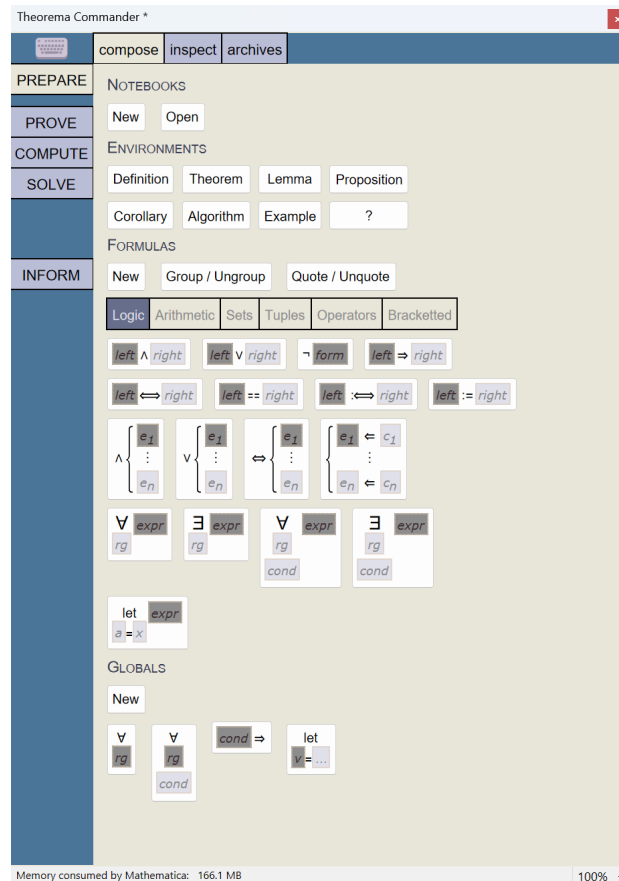 Theorema Commander *
compose inspect archives
PREPARE
PROVE
COMPUTE
SOLVE
INFORM
NOTEBOOKS
New Open
ENVIRONMENTS
Definition Theorem Lemma Proposition
Corollary Algorithm Example ?
FORMULAS
New Group / Ungroup Quote / Unquote
Logic Arithmetic Sets Tuples Operators Bracketted
left ∧ right left ∨ right ¬ form left ⇒ right
left ⟺ right left == right left :⟺ right left := right
∧ { e1 ⋮ en ∨ { e1 ⋮ en ⇔ { e1 ⋮ en { e1 ⇐ c1 ⋮ en ⇐ cn
∀ expr ∃ expr ∀ expr ∃ expr
rg rg rg rg
cond cond
let expr
a = x
GLOBALS
New
∀ ∀ cond ⇒ let
rg rg v = ...
cond
Memory consumed by Mathematica: 166.1 MB 100%